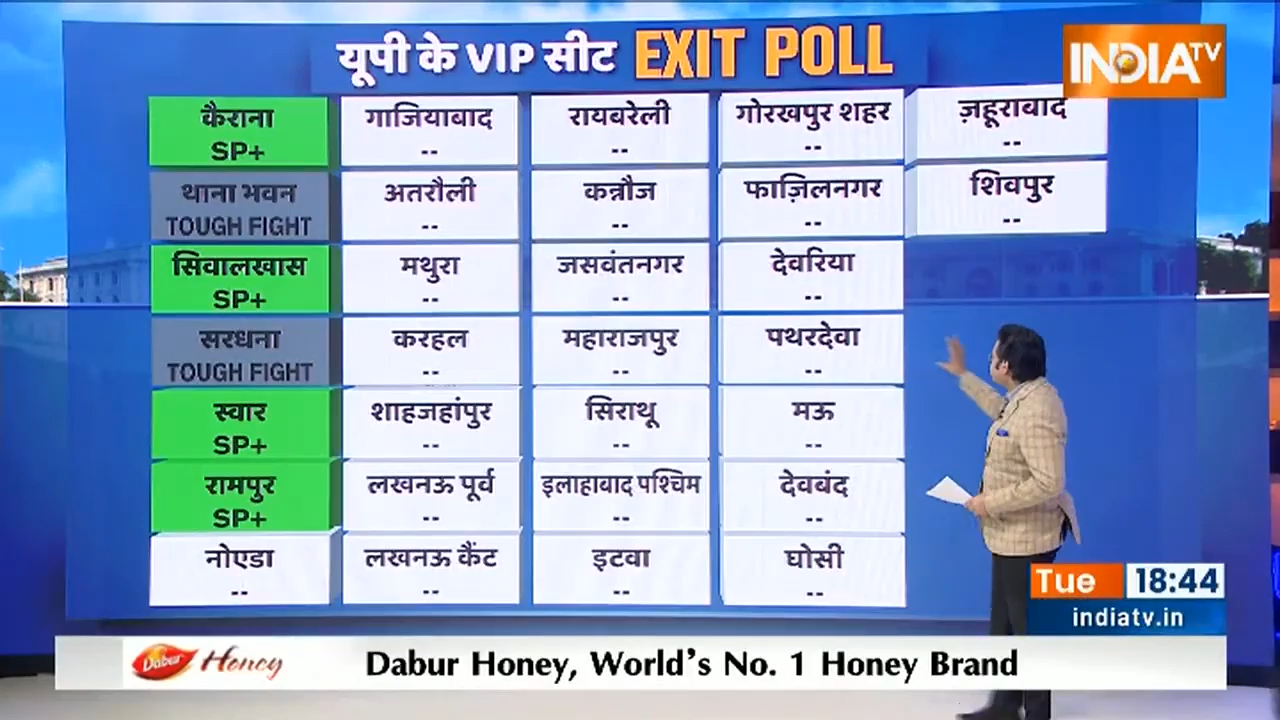 यूपी के VIP सीट EXIT POLL
INDIA TV
कैराना
SP+
गाजियाबाद
--
रायबरेली
--
गोरखपुर शहर
--
ज़हूराबाद
--
थाना भवन
TOUGH FIGHT
अतरौली
--
कन्नौज
--
फाज़िलनगर
--
शिवपुर
--
सिवालखास
SP+
मथुरा
--
जसवंतनगर
--
देवरिया
--
सरधना
TOUGH FIGHT
करहल
--
महाराजपुर
--
पथरदेवा
--
स्वार
SP+
शाहजहांपुर
--
सिराथू
--
मऊ
--
रामपुर
SP+
लखनऊ पूर्व
--
इलाहाबाद पश्चिम
--
देवबंद
--
नोएडा
--
लखनऊ कैंट
--
इटवा
--
घोसी
--
Tue 18:44
indiatv.in
Dabur Honey
Dabur Honey, World's No. 1 Honey Brand